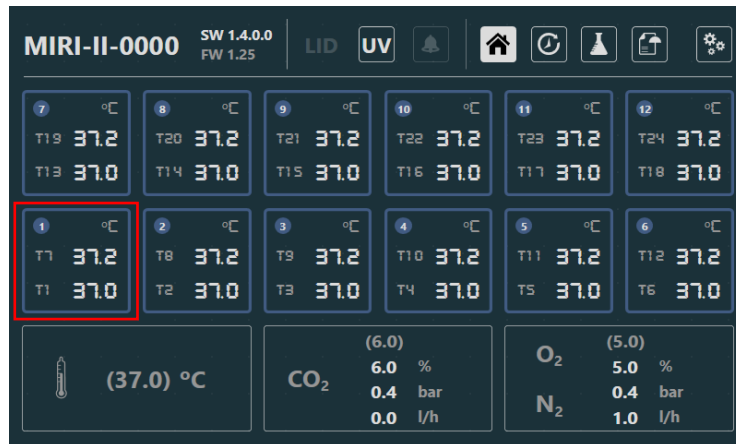 MIRI-II-0000 SW 1.4.0.0 LID UV
FW 1.25
7 °C 8 °C 9 °C 10 °C 11 °C 12 °C
T19 37.2 T20 37.2 T21 37.2 T22 37.2 T23 37.2 T24 37.2
T13 37.0 T14 37.0 T15 37.0 T16 37.0 T17 37.0 T18 37.0
1 °C 2 °C 3 °C 4 °C 5 °C 6 °C
T7 37.2 T8 37.2 T9 37.2 T10 37.2 T11 37.2 T12 37.2
T1 37.0 T2 37.0 T3 37.0 T4 37.0 T5 37.0 T6 37.0
(37.0) °C
CO₂
(6.0)
6.0 %
0.4 bar
0.0 l/h
O₂
N₂
(5.0)
5.0 %
0.4 bar
1.0 l/h